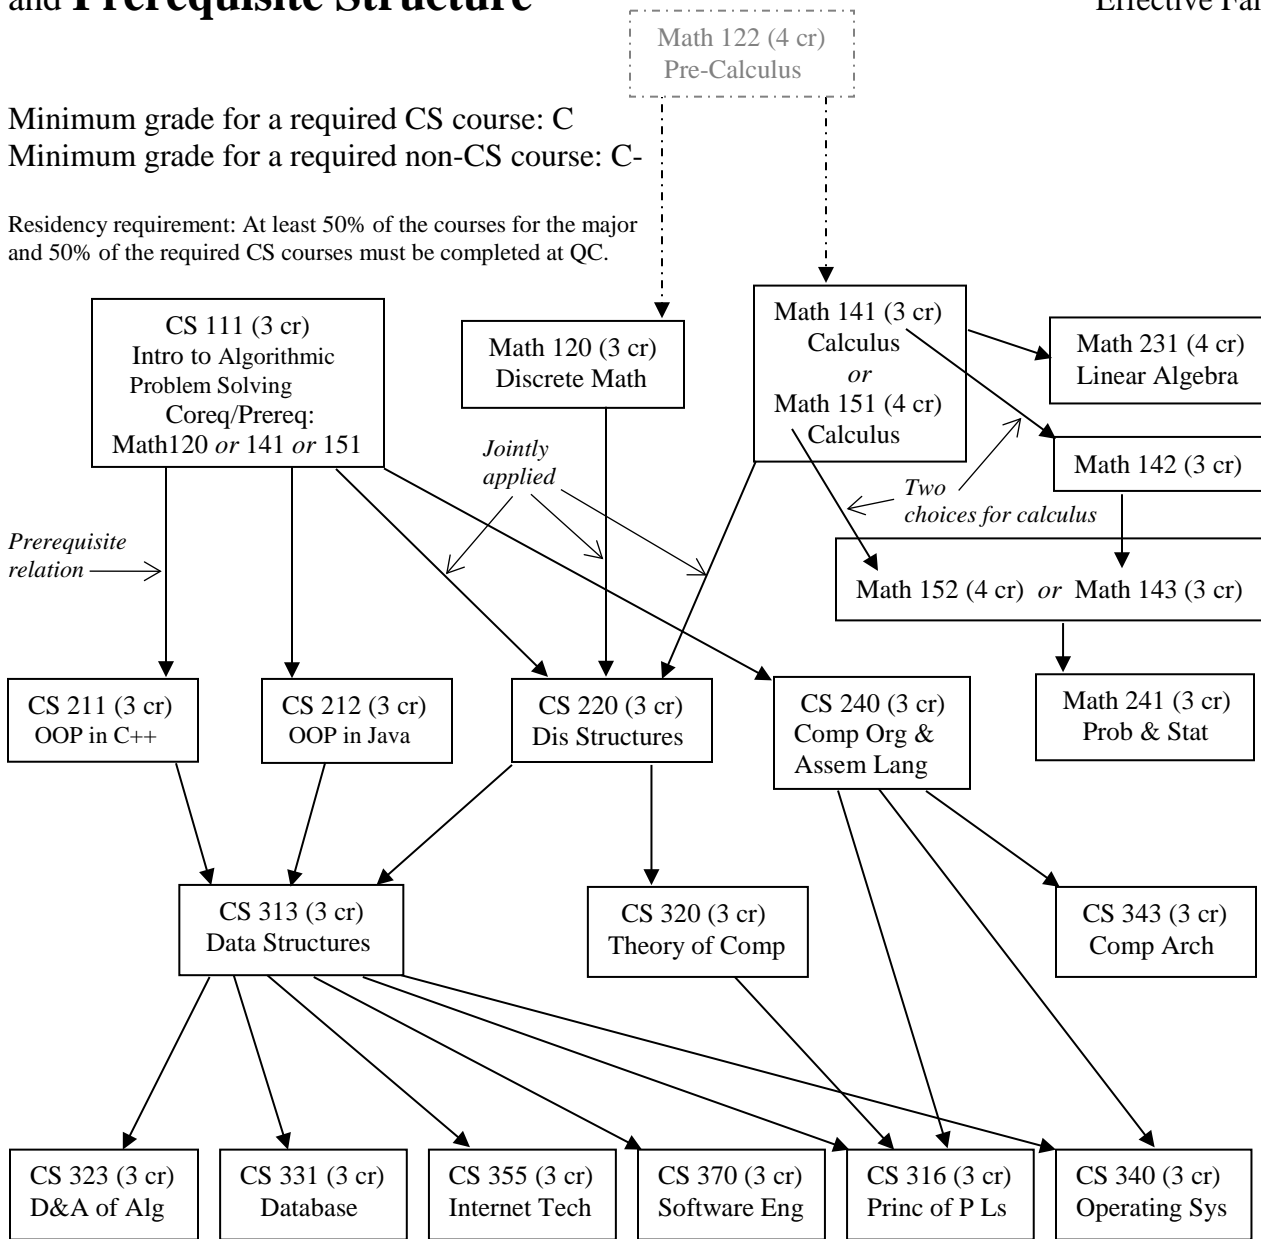 and Prerequisite Structure
Effective Fal
Math 122 (4 cr)
Pre-Calculus
Minimum grade for a required CS course: C
Minimum grade for a required non-CS course: C-
Residency requirement: At least 50% of the courses for the major
and 50% of the required CS courses must be completed at QC.
CS 111 (3 cr)
Intro to Algorithmic
Problem Solving
Coreq/Prereq:
Math120 or 141 or 151
Math 120 (3 cr)
Discrete Math
Math 141 (3 cr)
Calculus
or
Math 151 (4 cr)
Calculus
Math 231 (4 cr)
Linear Algebra
Math 142 (3 cr)
Jointly
applied
Two
choices for calculus
Prerequisite
relation
Math 152 (4 cr) or Math 143 (3 cr)
CS 211 (3 cr)
OOP in C++
CS 212 (3 cr)
OOP in Java
CS 220 (3 cr)
Dis Structures
CS 240 (3 cr)
Comp Org &
Assem Lang
Math 241 (3 cr)
Prob & Stat
CS 313 (3 cr)
Data Structures
CS 320 (3 cr)
Theory of Comp
CS 343 (3 cr)
Comp Arch
CS 323 (3 cr)
D&A of Alg
CS 331 (3 cr)
Database
CS 355 (3 cr)
Internet Tech
CS 370 (3 cr)
Software Eng
CS 316 (3 cr)
Princ of P Ls
CS 340 (3 cr)
Operating Sys